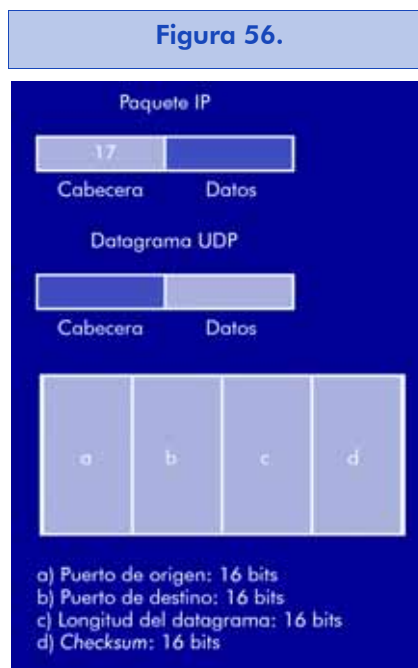 Figura 56.
Paquete IP
17
Cabecera Datos
Datagrama UDP
Cabecera Datos
a b c d
a) Puerto de origen: 16 bits
b) Puerto de destino: 16 bits
c) Longitud del datagrama: 16 bits
d) Checksum: 16 bits